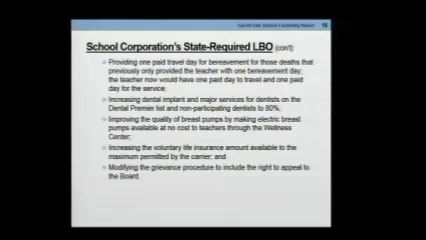 School Corporation's State-Required LBO (con't)
Providing one paid travel day for bereavement for those deaths that
previously only provided the teacher with one bereavement day;
the teacher now would have one paid day to travel and one paid
day for the service;
Increasing dental implant and major services for dentists on the
Dental Premier list and non-participating dentists to 80%;
Improving the quality of breast pumps by making electric breast
pumps available at no cost to teachers through the Wellness
Center;
Increasing the voluntary life insurance amount available to the
maximum permitted by the carrier; and
Modifying the grievance procedure to include the right to appeal to
the Board.